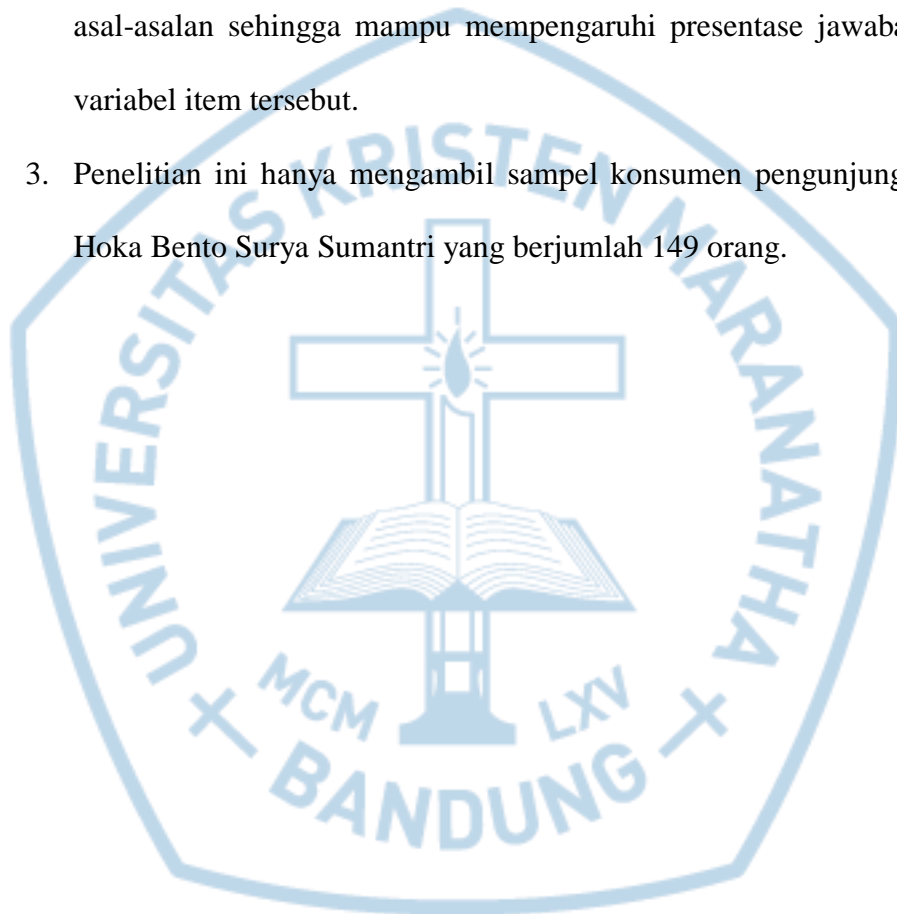 asal-asalan sehingga mampu mempengaruhi presentase jawaba
variabel item tersebut.
3. Penelitian ini hanya mengambil sampel konsumen pengunjung
Hoka Bento Surya Sumantri yang berjumlah 149 orang.
UNIVERSITAS KRISTEN MARANATHA
MCM LXV
BANDUNG